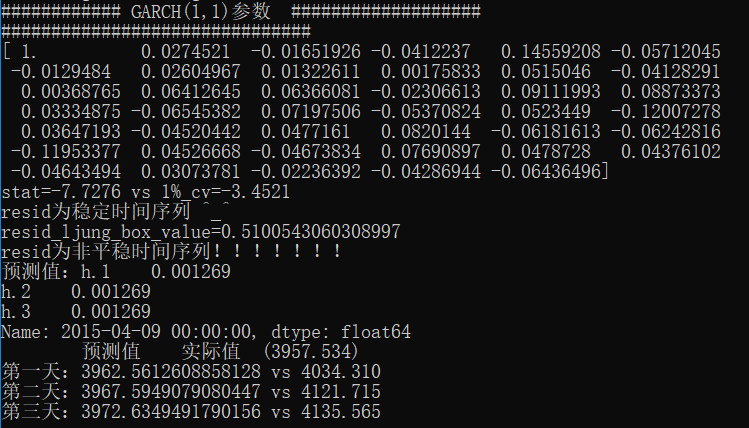 ############ GARCH(1,1)参数 ###################
###############################
[ 1. 0.0274521 -0.01651926 -0.0412237 0.14559208 -0.05712045
-0.0129484 0.02604967 0.01322611 0.00175833 0.0515046 -0.04128291
0.00368765 0.06412645 0.06366081 -0.02306613 0.09111993 0.08873373
0.03334875 -0.06545382 0.07197506 -0.05370824 0.0523449 -0.12007278
0.03647193 -0.04520442 0.0477161 0.0820144 -0.06181613 -0.06242816
-0.11953377 0.04526668 -0.04673834 0.07690897 0.0478728 0.04376102
-0.04643494 0.03073781 -0.02236392 -0.04286944 -0.06436496]
stat=-7.7276 vs 1%_cv=-3.4521
resid为稳定时间序列 ^_^
resid_ljung_box_value=0.5100543060308997
resid为非平稳时间序列!!!!!!!
预测值：h.1 0.001269
h.2 0.001269
h.3 0.001269
Name: 2015-04-09 00:00:00, dtype: float64
预测值 实际值 (3957.534)
第一天：3962.5612608858128 vs 4034.310
第二天：3967.5949079080447 vs 4121.715
第三天：3972.6349491790156 vs 4135.565